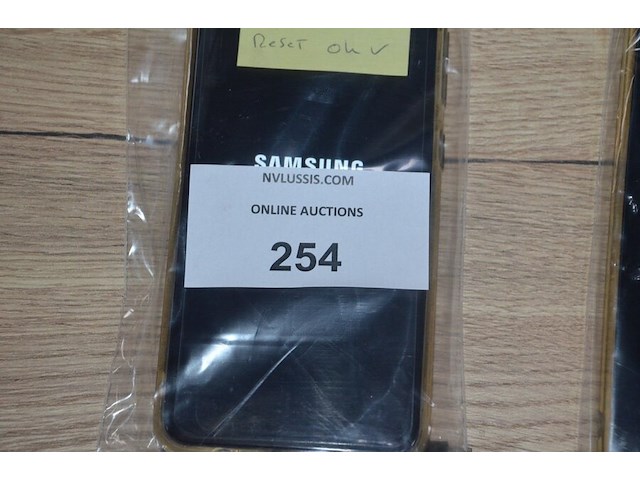 Reset ok v
SAMSUNG
NVLUSSIS.COM
ONLINE AUCTIONS
254